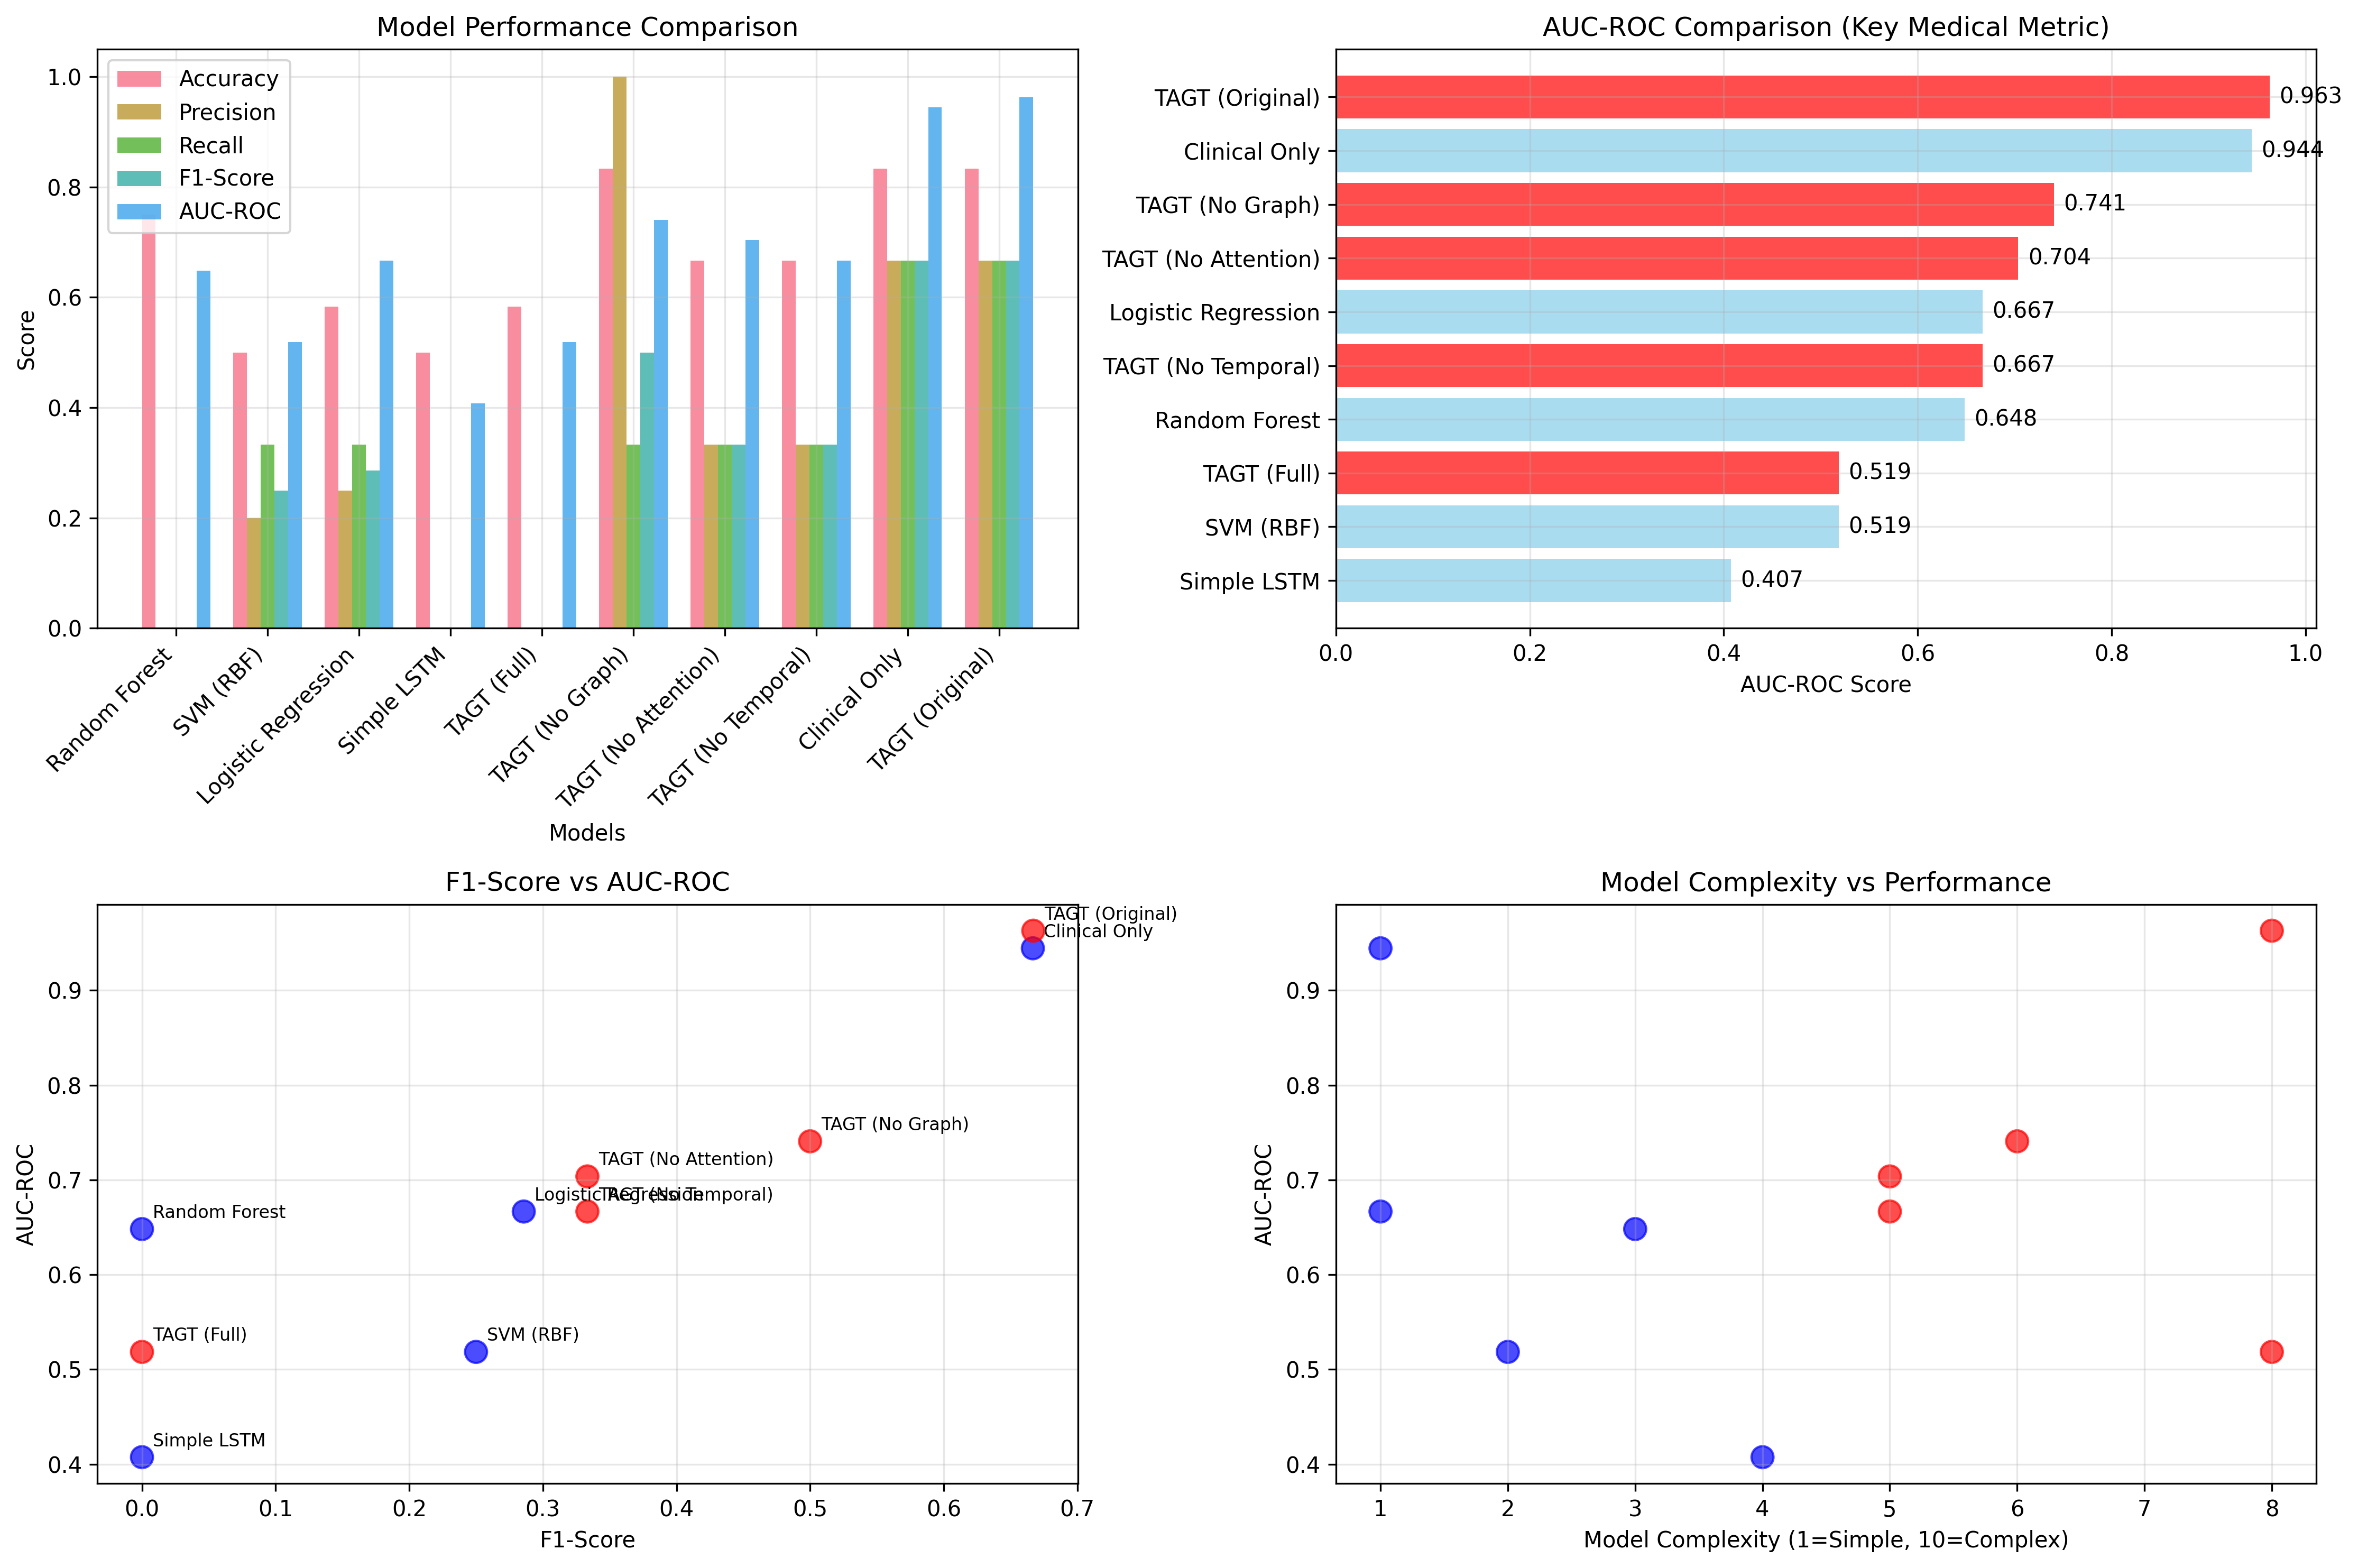 Model Performance Comparison
Accuracy
Precision
Recall
F1-Score
AUC-ROC
Score
1.0
0.8
0.6
0.4
0.2
0.0
Random Forest
SVM (RBF)
Logistic Regression
Simple LSTM
TAGT (Full)
TAGT (No Graph)
TAGT (No Attention)
TAGT (No Temporal)
Clinical Only
TAGT (Original)
Models
AUC-ROC Comparison (Key Medical Metric)
TAGT (Original) 0.963
Clinical Only 0.944
TAGT (No Graph) 0.741
TAGT (No Attention) 0.704
Logistic Regression 0.667
TAGT (No Temporal) 0.667
Random Forest 0.648
TAGT (Full) 0.519
SVM (RBF) 0.519
Simple LSTM 0.407
0.0 0.2 0.4 0.6 0.8 1.0
AUC-ROC Score
F1-Score vs AUC-ROC
AUC-ROC
0.9
0.8
0.7
0.6
0.5
0.4
TAGT (Original)
Clinical Only
TAGT (No Graph)
TAGT (No Attention)
Logistic Regression
TAGT (No Temporal)
Random Forest
TAGT (Full)
SVM (RBF)
Simple LSTM
0.0 0.1 0.2 0.3 0.4 0.5 0.6 0.7
F1-Score
Model Complexity vs Performance
AUC-ROC
0.9
0.8
0.7
0.6
0.5
0.4
1 2 3 4 5 6 7 8
Model Complexity (1=Simple, 10=Complex)